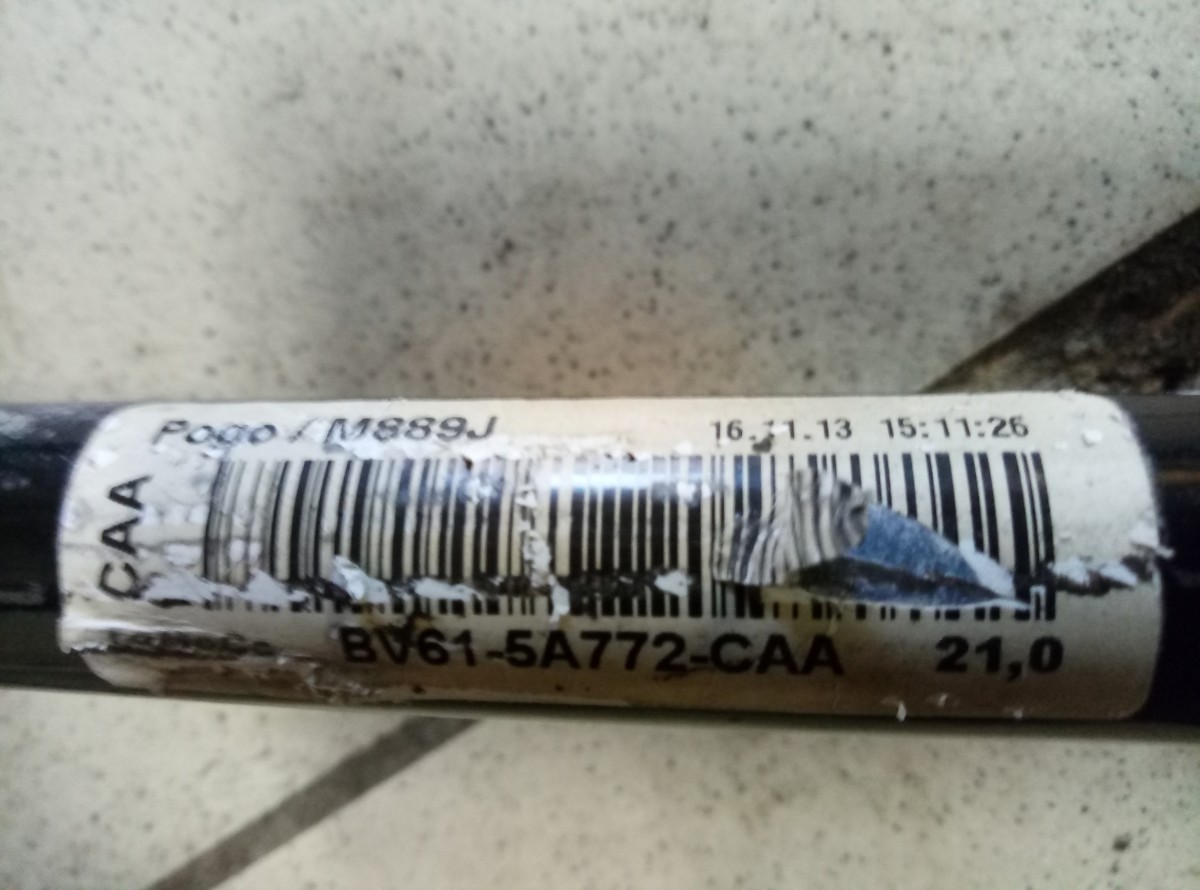 Pogo / M889J
16.11.13 15:11:26
CAA
BV61-5A772-CAA 21,0